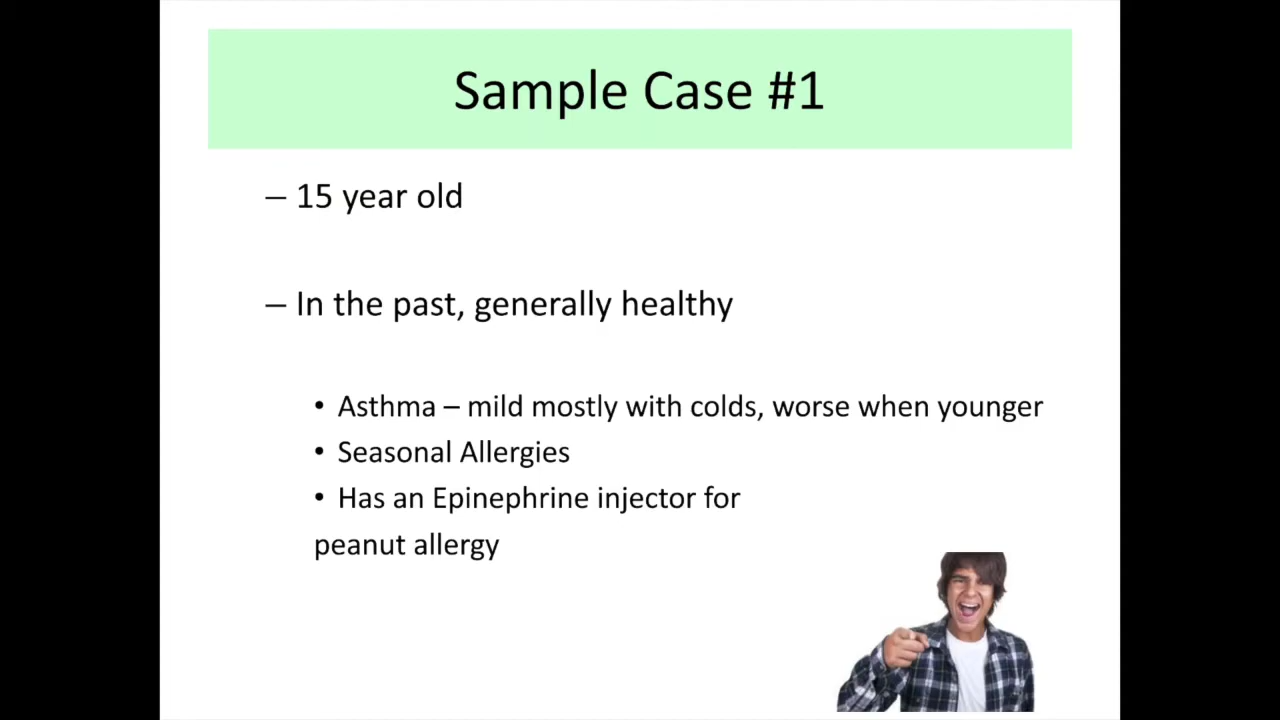 Sample Case #1
– 15 year old
– In the past, generally healthy
• Asthma – mild mostly with colds, worse when younger
• Seasonal Allergies
• Has an Epinephrine injector for
peanut allergy